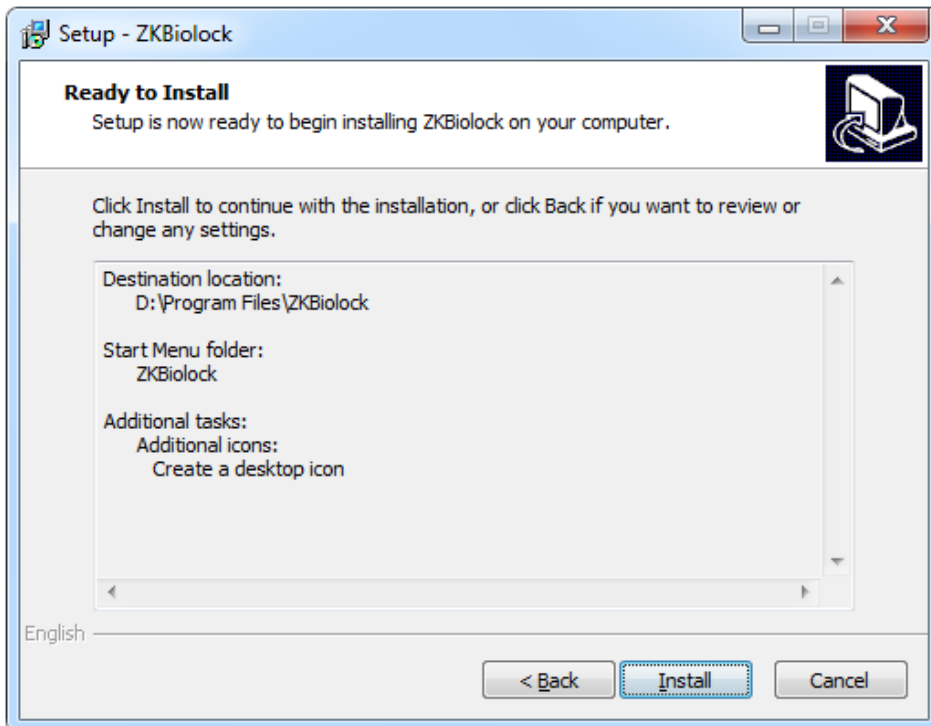 Setup - ZKBiolock
Ready to Install
Setup is now ready to begin installing ZKBiolock on your computer.
Click Install to continue with the installation, or click Back if you want to review or
change any settings.
Destination location:
D:\Program Files\ZKBiolock
Start Menu folder:
ZKBiolock
Additional tasks:
Additional icons:
Create a desktop icon
English
< Back
Install
Cancel